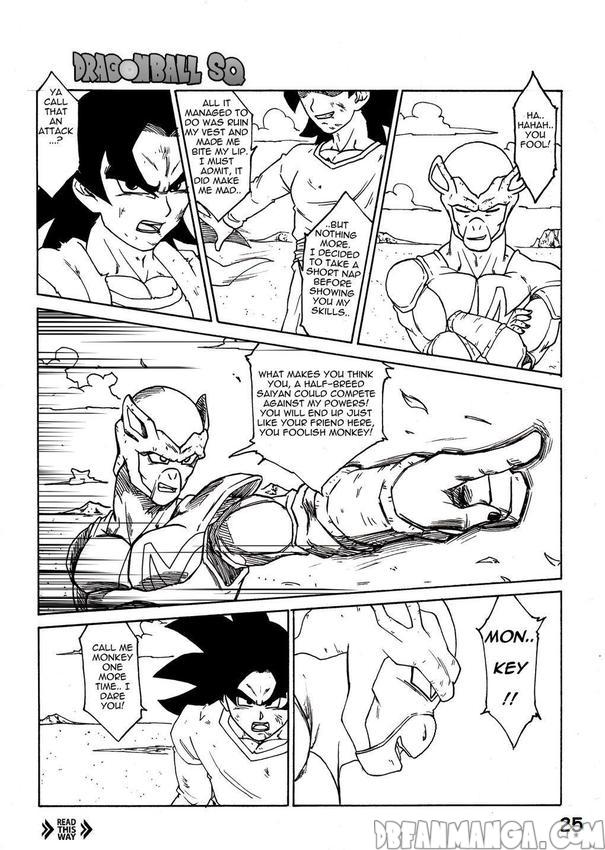 DRAGONBALL SQ
YA
CALL
THAT
AN
ATTACK
...?
ALL IT
MANAGED TO
DO WAS RUIN
MY VEST AND
MADE ME
BITE MY LIP.
I MUST
ADMIT, IT
DID MAKE
ME MAD..
..BUT
NOTHING
MORE. I
DECIDED
TO TAKE A
SHORT NAP
BEFORE
SHOWING
YOU MY
SKILLS..
HA..
HAHAH..
YOU
FOOL!
WHAT MAKES YOU THINK
YOU, A HALF-BREED
SAIYAN COULD COMPETE
AGAINST MY POWERS!
YOU WILL END UP JUST
LIKE YOUR FRIEND HERE,
YOU FOOLISH MONKEY!
CALL ME
MONKEY
ONE
MORE
TIME.. I
DARE
YOU!
MON..
KEY
!!
READ
THIS
WAY
25
DBFANMANGA.COM